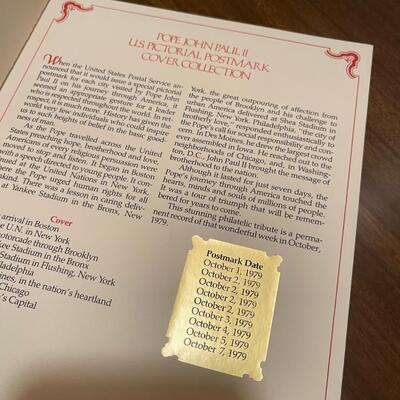 POPE JOHN PAUL II
U.S. PICTORIAL POSTMARK
COVER COLLECTION
When the United States Postal Service an-
nounced that it would issue a special pictorial
postmark for each city visited by Pope John
Paul II on his journey through America, it
seemed an appropriate gesture for a leader
who is respected throughout the world. In
respect, it is much more. History has given the
world very few individuals who can inspire
us to such heights of belief in the basic good-
ness of man.
As the Pope travelled across the United
States preaching hope, brotherhood and love,
Americans of every religious persuasion were
moved to stop and listen. It began in Boston
with a speech directed to young people. It con-
tinued at the United Nations in New York,
where the Pope urged human rights for all
kind. There was a lesson in caring deliv-
at Yankee Stadium in the Bronx, New
York, the great outpouring of affection from
the people of Brooklyn and his challenge to
urban America delivered at Shea Stadium in
Flushing, New York. Philadelphia, "the city of
brotherly love," responded enthusiastically to
the Pope's call for social responsibility and con-
cern. In Des Moines, he drew the largest crowd
ever assembled in Iowa. He reached out to the
neighborhoods of Chicago, and, in Washing-
ton, D.C., John Paul II brought the message of
brotherhood to the nation.
Although it lasted for just seven days, the
Pope's journey through America touched the
hearts, minds and souls of millions of people.
It was a tour of triumph that will be remem-
bered for years to come.
This stunning philatelic tribute is a perma-
nent record of that wonderful week in October,
1979.
Cover
arrival in Boston
e U.N. in New York
otorcade through Brooklyn
kee Stadium in the Bronx
Stadium in Flushing, New York
iladelphia
ines, in the nation's heartland
Chicago
's Capital
Postmark Date
October 1, 1979
October 2, 1979
October 2, 1979
October 2, 1979
October 2, 1979
October 3, 1979
October 4, 1979
October 5, 1979
October 7, 1979